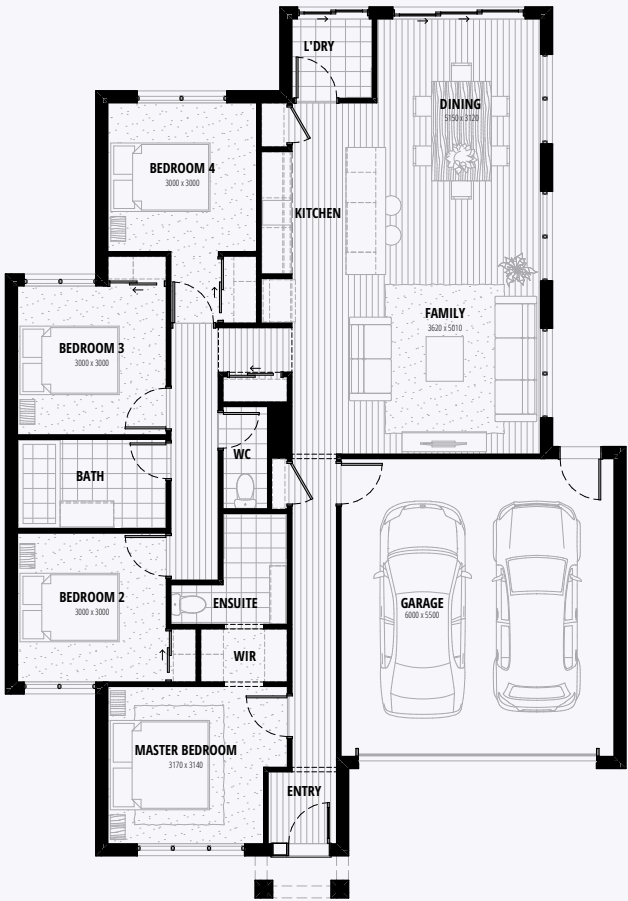 L'DRY
DINING
5150 x 3120
BEDROOM 4
3000 x 3000
KITCHEN
FAMILY
3620 x 5010
BEDROOM 3
3000 x 3000
WC
BATH
BEDROOM 2
3000 x 3000
ENSUITE
GARAGE
6000 x 5500
WIR
MASTER BEDROOM
3170 x 3140
ENTRY